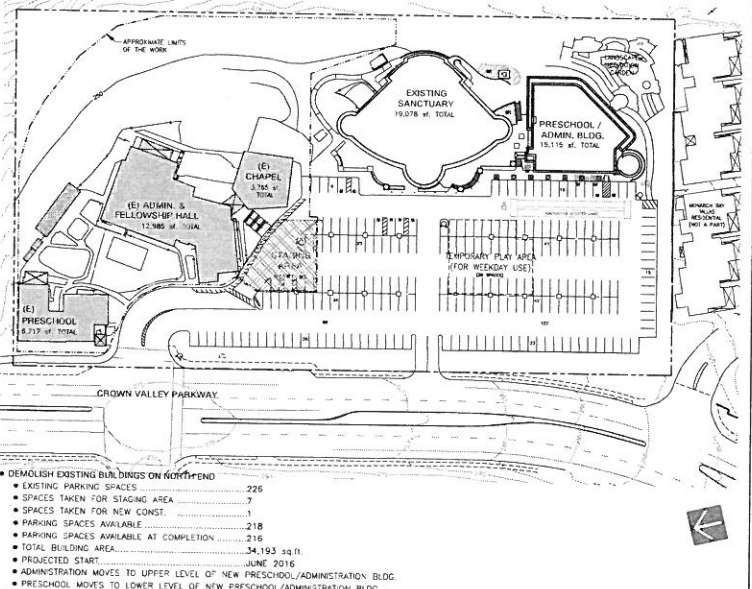 APPROXIMATE LIMITS
OF THE WORK
EXISTING
SANCTUARY
19,078 sf. TOTAL
PRESCHOOL /
ADMIN. BLDG.
15,115 sf. TOTAL
(E)
CHAPEL
(E) ADMIN. &
FELLOWSHIP HALL
12,986 sf. TOTAL
STAGING
AREA
TEMPORARY PLAY AREA
(FOR WEEKDAY USE)
MONARCH BAY
VILLAS
RESIDENTIAL
(NOT A PART)
(E)
PRESCHOOL
6,717 sf. TOTAL
CROWN VALLEY PARKWAY
• DEMOLISH EXISTING BUILDINGS ON NORTH END
• EXISTING PARKING SPACES 226
• SPACES TAKEN FOR STAGING AREA 7
• SPACES TAKEN FOR NEW CONST. 1
• PARKING SPACES AVAILABLE 218
• PARKING SPACES AVAILABLE AT COMPLETION 216
• TOTAL BUILDING AREA 34,193 sq.ft.
• PROJECTED START JUNE 2016
• ADMINISTRATION MOVES TO UPPER LEVEL OF NEW PRESCHOOL/ADMINISTRATION BLDG.
• PRESCHOOL MOVES TO LOWER LEVEL OF NEW PRESCHOOL/ADMINISTRATION BLDG.